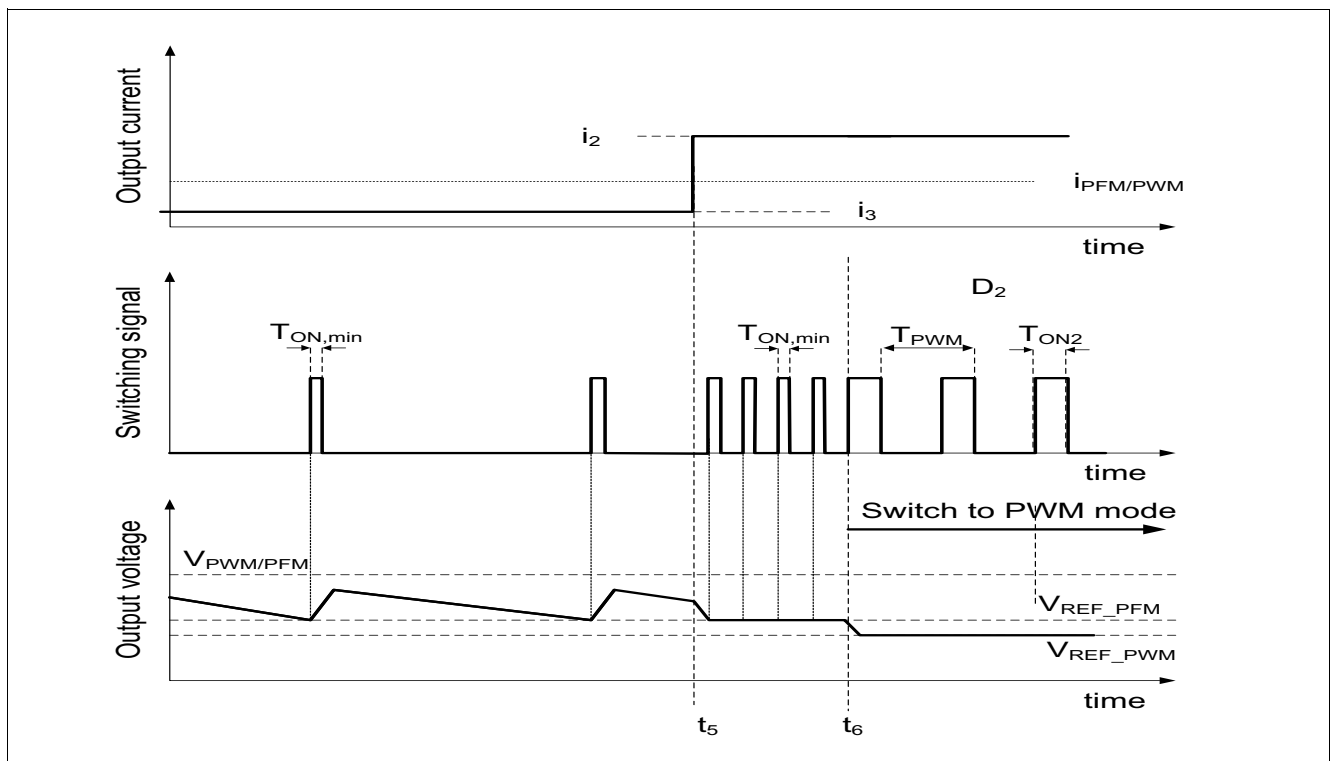 Output current
i2
iPFM/PWM
i3
time
Switching signal
D2
TON,min
TON,min
TPWM
TON2
time
Output voltage
Switch to PWM mode
VPWM/PFM
VREF_PFM
VREF_PWM
time
t5
t6